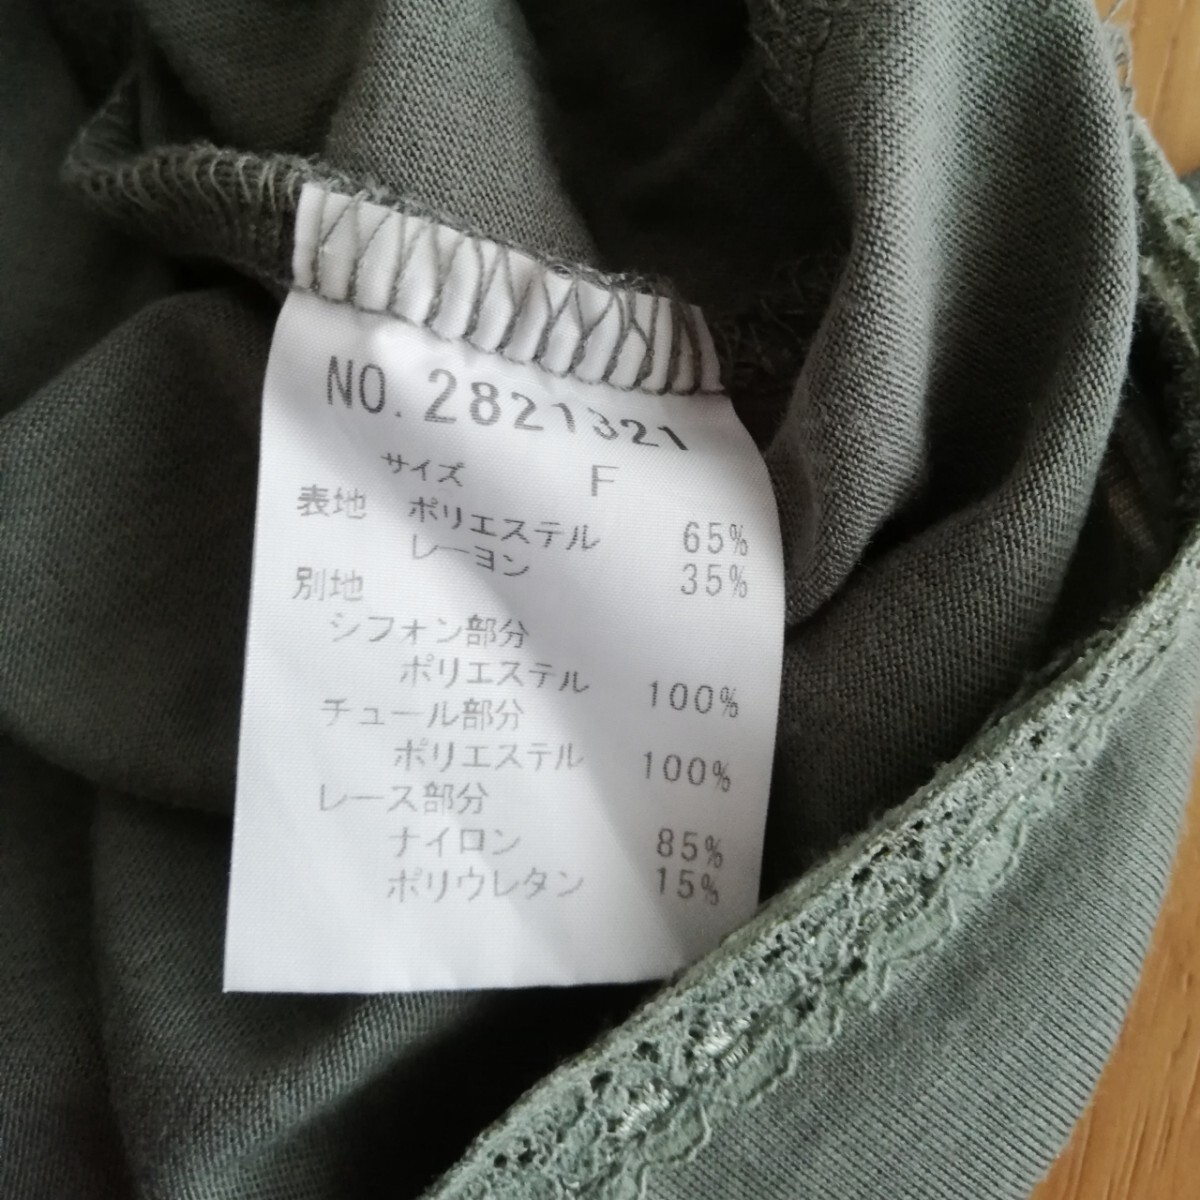 NO. 2821321
サイズ F
表地 ポリエステル 65%
レーヨン 35%
別地
シフォン部分
ポリエステル 100%
チュール部分
ポリエステル 100%
レース部分
ナイロン 85%
ポリウレタン 15%